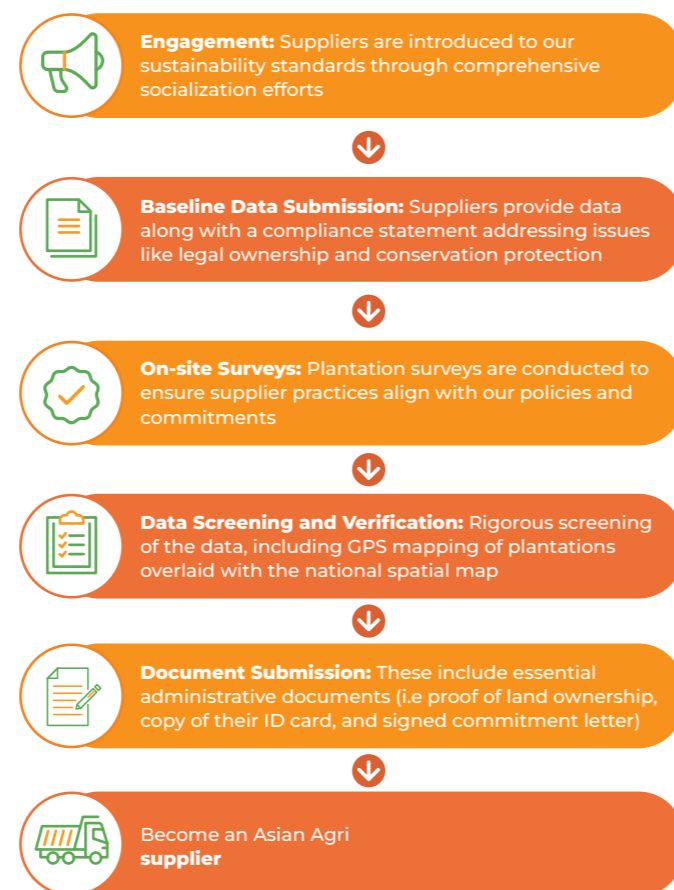 Engagement: Suppliers are introduced to our
sustainability standards through comprehensive
socialization efforts
Baseline Data Submission: Suppliers provide data
along with a compliance statement addressing issues
like legal ownership and conservation protection
On-site Surveys: Plantation surveys are conducted to
ensure supplier practices align with our policies and
commitments
Data Screening and Verification: Rigorous screening
of the data, including GPS mapping of plantations
overlaid with the national spatial map
Document Submission: These include essential
administrative documents (i.e proof of land ownership,
copy of their ID card, and signed commitment letter)
Become an Asian Agri
supplier